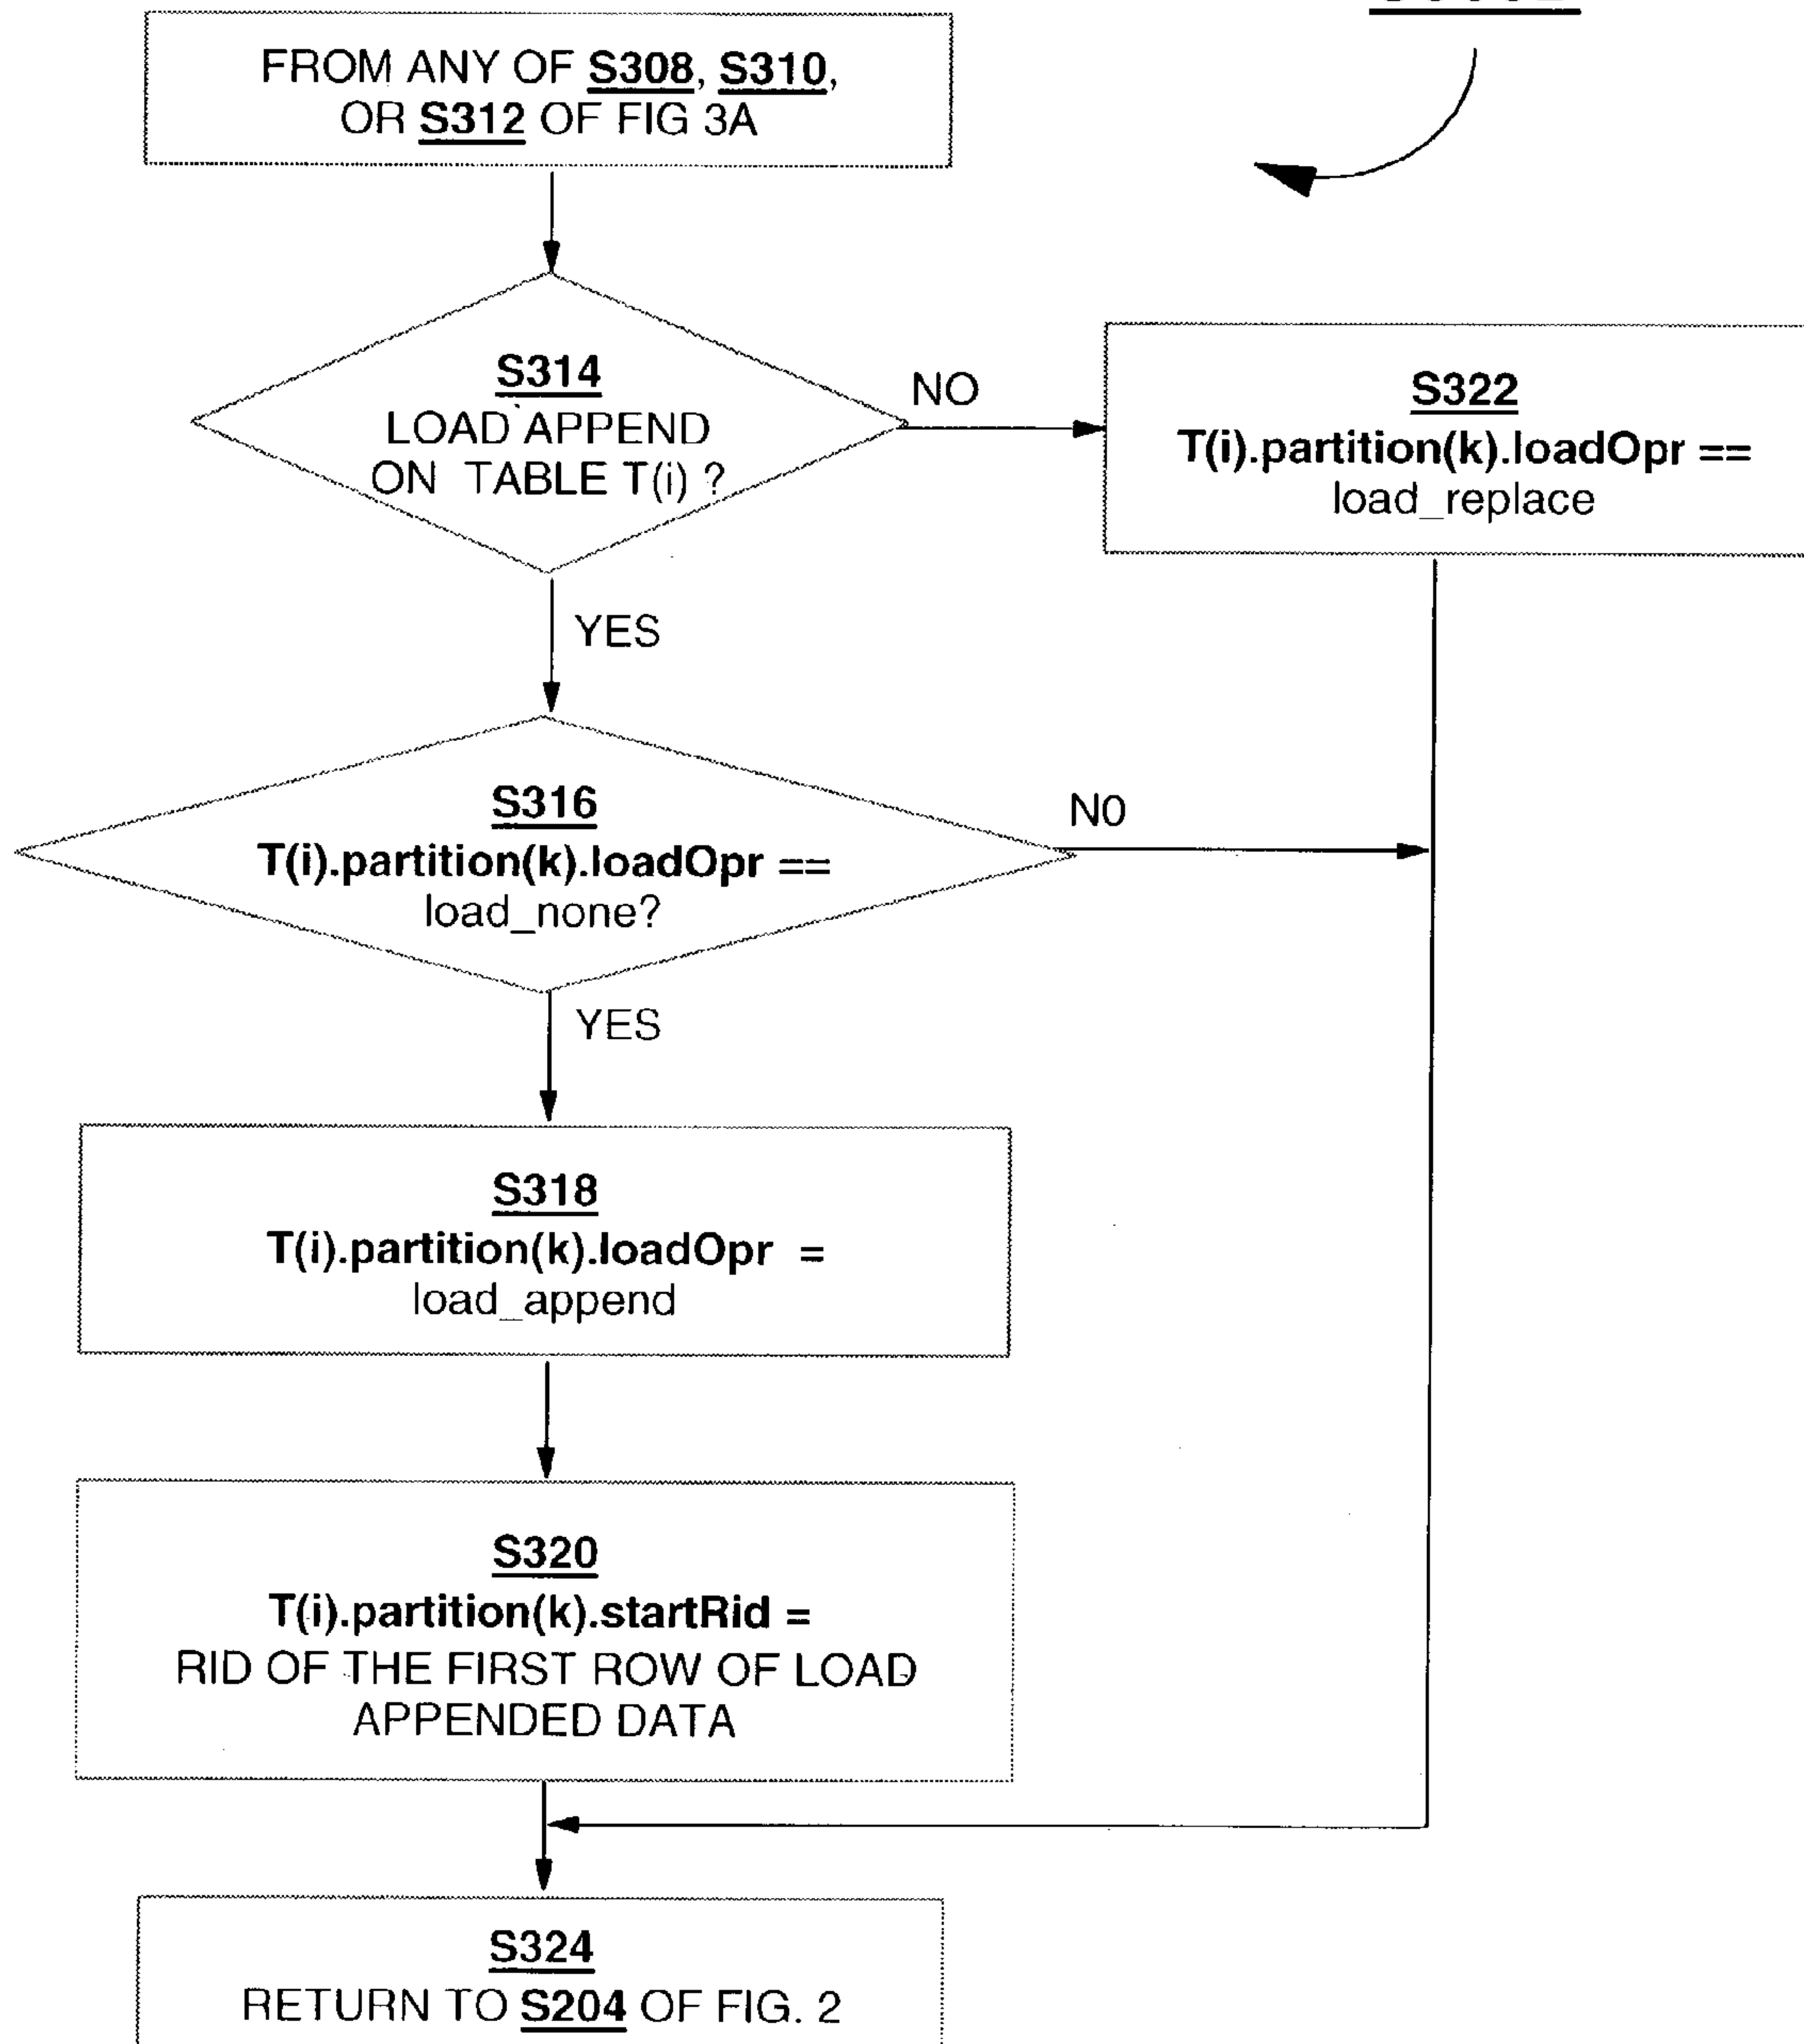 FROM ANY OF S308, S310,
OR S312 OF FIG 3A
S314
LOAD APPEND
ON TABLE T(i) ?
NO
S322
T(i).partition(k).loadOpr ==
load_replace
YES
S316
T(i).partition(k).loadOpr ==
load_none?
N0
YES
S318
T(i).partition(k).loadOpr =
load_append
S320
T(i).partition(k).startRid =
RID OF THE FIRST ROW OF LOAD
APPENDED DATA
S324
RETURN TO S204 OF FIG. 2